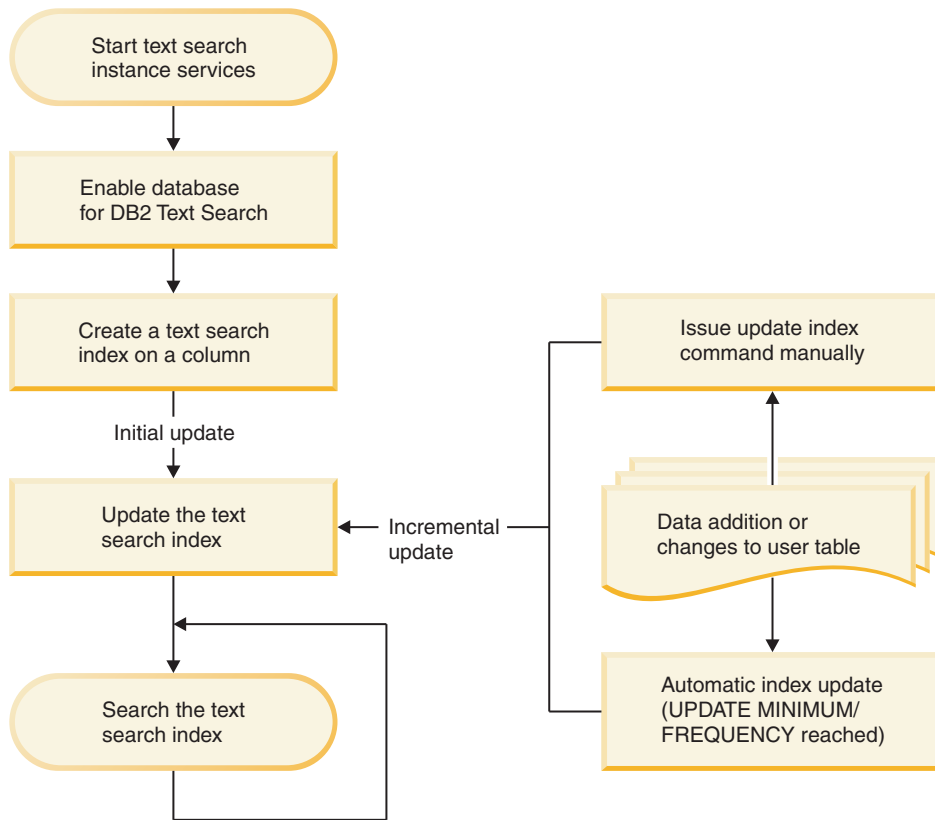 Start text search
instance services
Enable database
for DB2 Text Search
Create a text search
index on a column
Initial update
Update the text
search index
Search the text
search index
Incremental
update
Issue update index
command manually
Data addition or
changes to user table
Automatic index update
(UPDATE MINIMUM/
FREQUENCY reached)